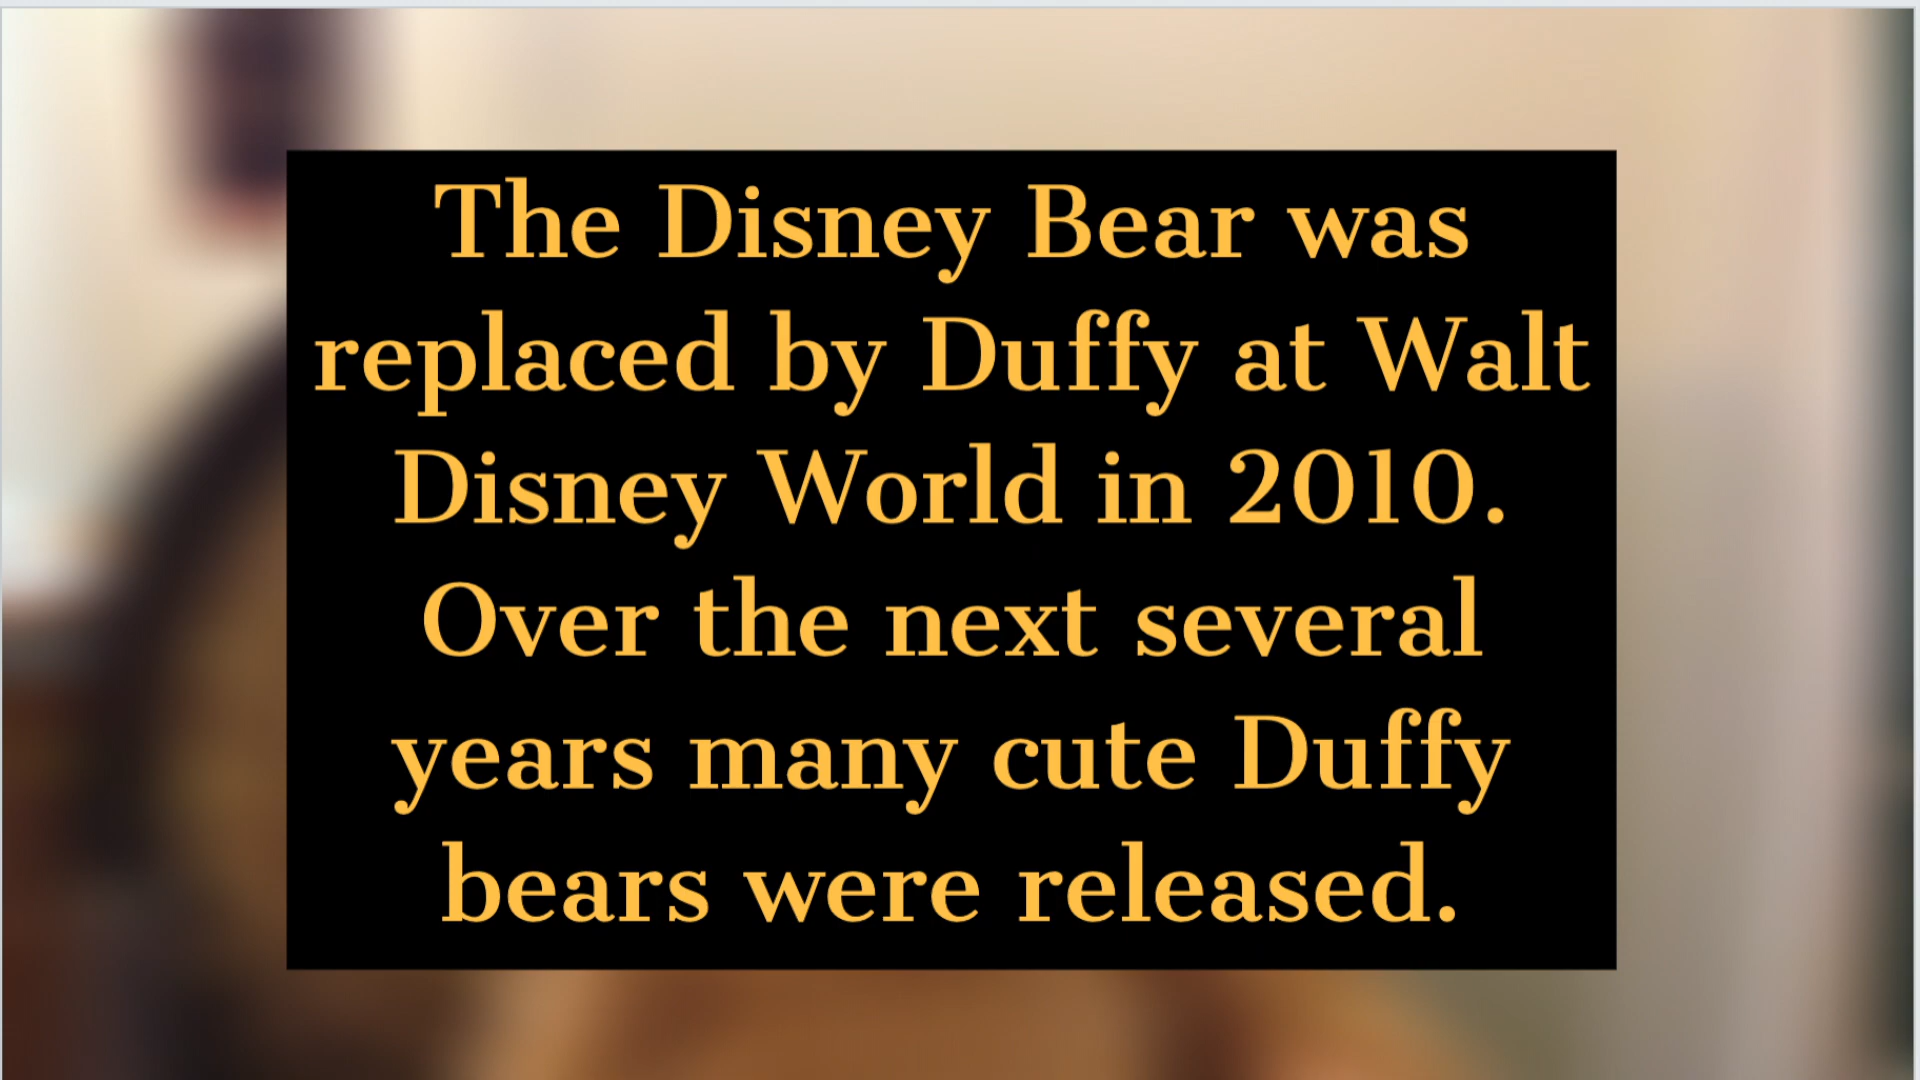 The Disney Bear was
replaced by Duffy at Walt
Disney World in 2010.
Over the next several
years many cute Duffy
bears were released.